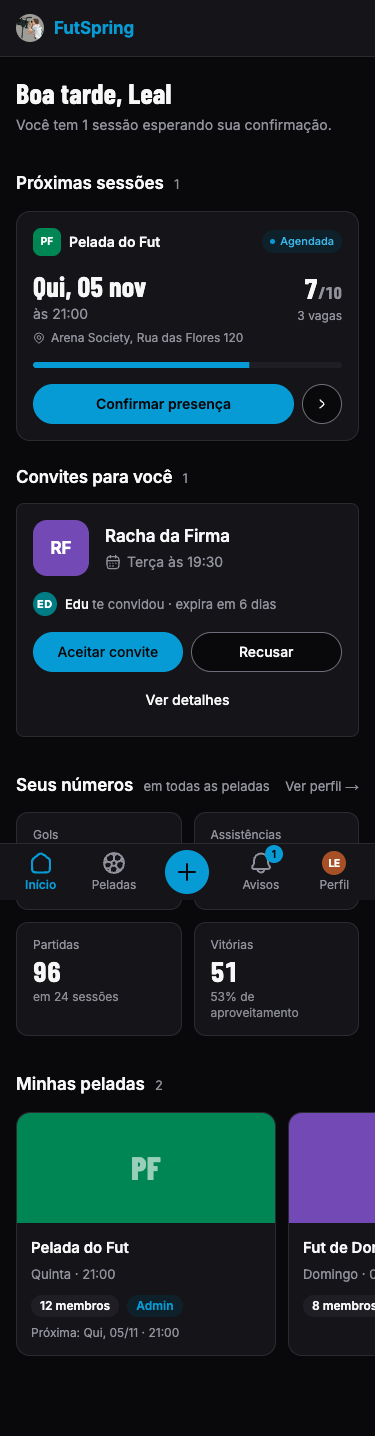 FutSpring
Boa tarde, Leal
Você tem 1 sessão esperando sua confirmação.
Próximas sessões 1
PF Pelada do Fut Agendada
Qui, 05 nov 7/10
às 21:00 3 vagas
Arena Society, Rua das Flores 120
Confirmar presença
Convites para você 1
RF Racha da Firma
Terça às 19:30
ED Edu te convidou · expira em 6 dias
Aceitar convite Recusar
Ver detalhes
Seus números em todas as peladas Ver perfil →
Gols Assistências
1
LE
Início Peladas Avisos Perfil
Partidas Vitórias
96 51
em 24 sessões 53% de
aproveitamento
Minhas peladas 2
PF
Pelada do Fut Fut de Do
Quinta · 21:00 Domingo ·
12 membros Admin 8 membros
Próxima: Qui, 05/11 · 21:00